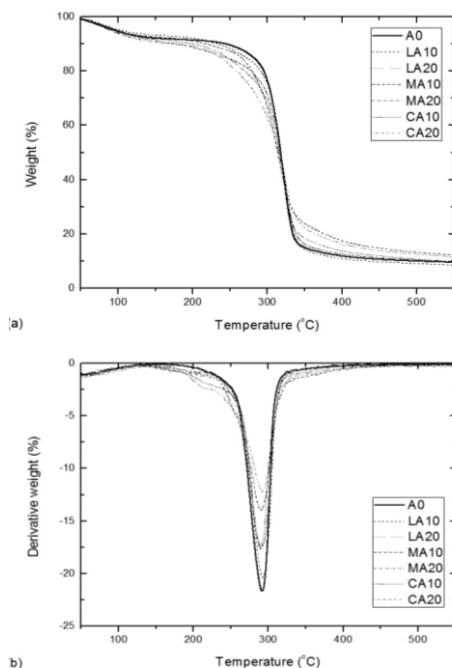 100
80
60
40
20
0
Weight (%)
A0
LA10
LA20
MA10
MA20
CA10
CA20
100 200 300 400 500
(a)
Temperature (°C)
0
-5
-10
-15
-20
-25
Derivative weight (%)
A0
LA10
LA20
MA10
MA20
CA10
CA20
100 200 300 400 500
(b)
Temperature (°C)